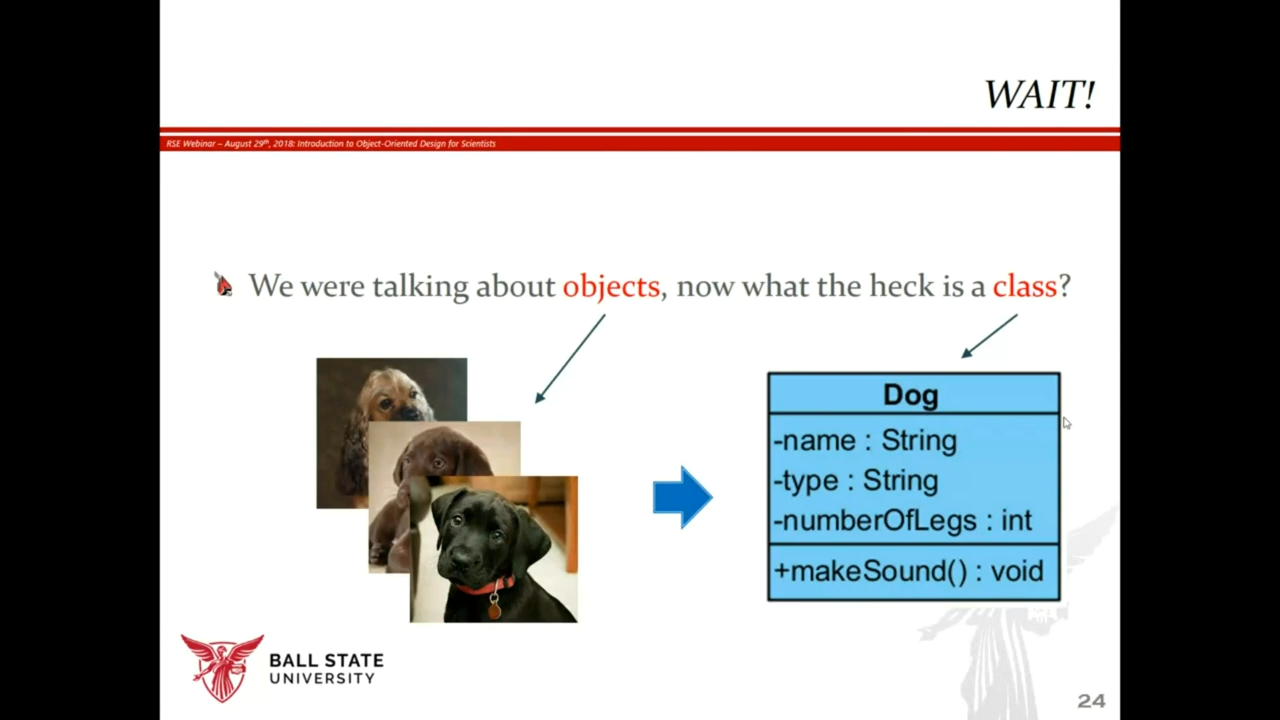 WAIT!
RSE Webinar – August 29th, 2018: Introduction to Object-Oriented Design for Scientists
We were talking about objects, now what the heck is a class?
Dog
-name : String
-type : String
-numberOfLegs : int
+makeSound() : void
BALL STATE
UNIVERSITY
24